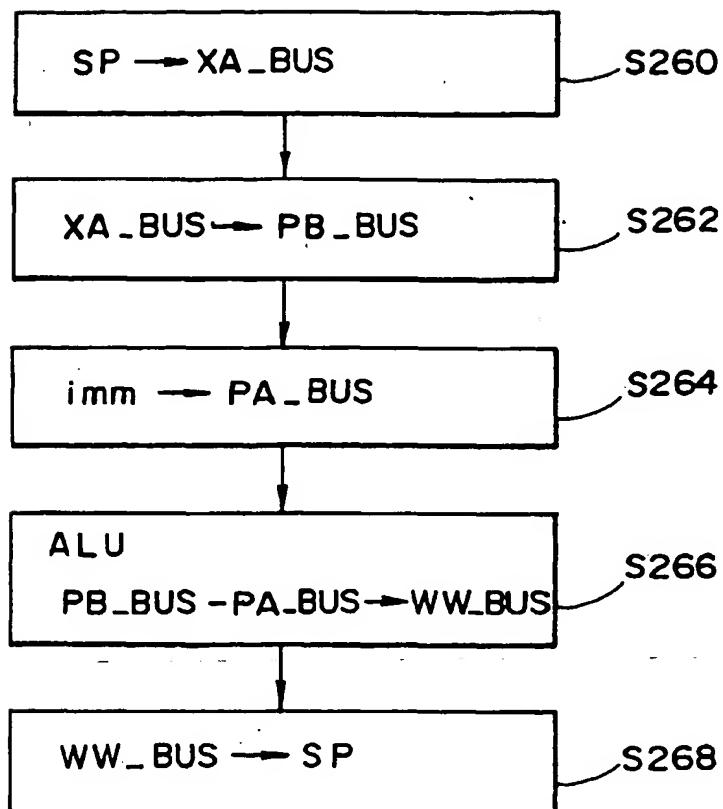 SP → XA_BUS
S260
XA_BUS → PB_BUS
S262
imm → PA_BUS
S264
ALU
PB_BUS - PA_BUS → WW_BUS
S266
WW_BUS → SP
S268